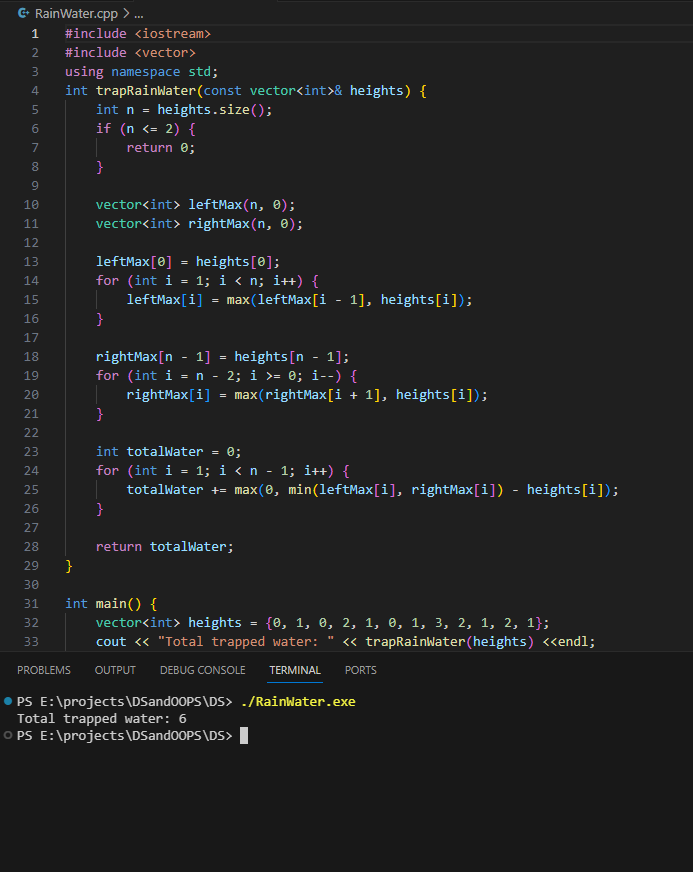 RainWater.cpp > ...
1 #include <iostream>
2 #include <vector>
3 using namespace std;
4 int trapRainWater(const vector<int>& heights) {
5     int n = heights.size();
6     if (n <= 2) {
7         return 0;
8     }
9
10     vector<int> leftMax(n, 0);
11     vector<int> rightMax(n, 0);
12
13     leftMax[0] = heights[0];
14     for (int i = 1; i < n; i++) {
15         leftMax[i] = max(leftMax[i - 1], heights[i]);
16     }
17
18     rightMax[n - 1] = heights[n - 1];
19     for (int i = n - 2; i >= 0; i--) {
20         rightMax[i] = max(rightMax[i + 1], heights[i]);
21     }
22
23     int totalWater = 0;
24     for (int i = 1; i < n - 1; i++) {
25         totalWater += max(0, min(leftMax[i], rightMax[i]) - heights[i]);
26     }
27
28     return totalWater;
29 }
30
31 int main() {
32     vector<int> heights = {0, 1, 0, 2, 1, 0, 1, 3, 2, 1, 2, 1};
33     cout << "Total trapped water: " << trapRainWater(heights) <<endl;
PROBLEMS OUTPUT DEBUG CONSOLE TERMINAL PORTS
PS E:\projects\DSandOOPS\DS> ./RainWater.exe
Total trapped water: 6
PS E:\projects\DSandOOPS\DS>